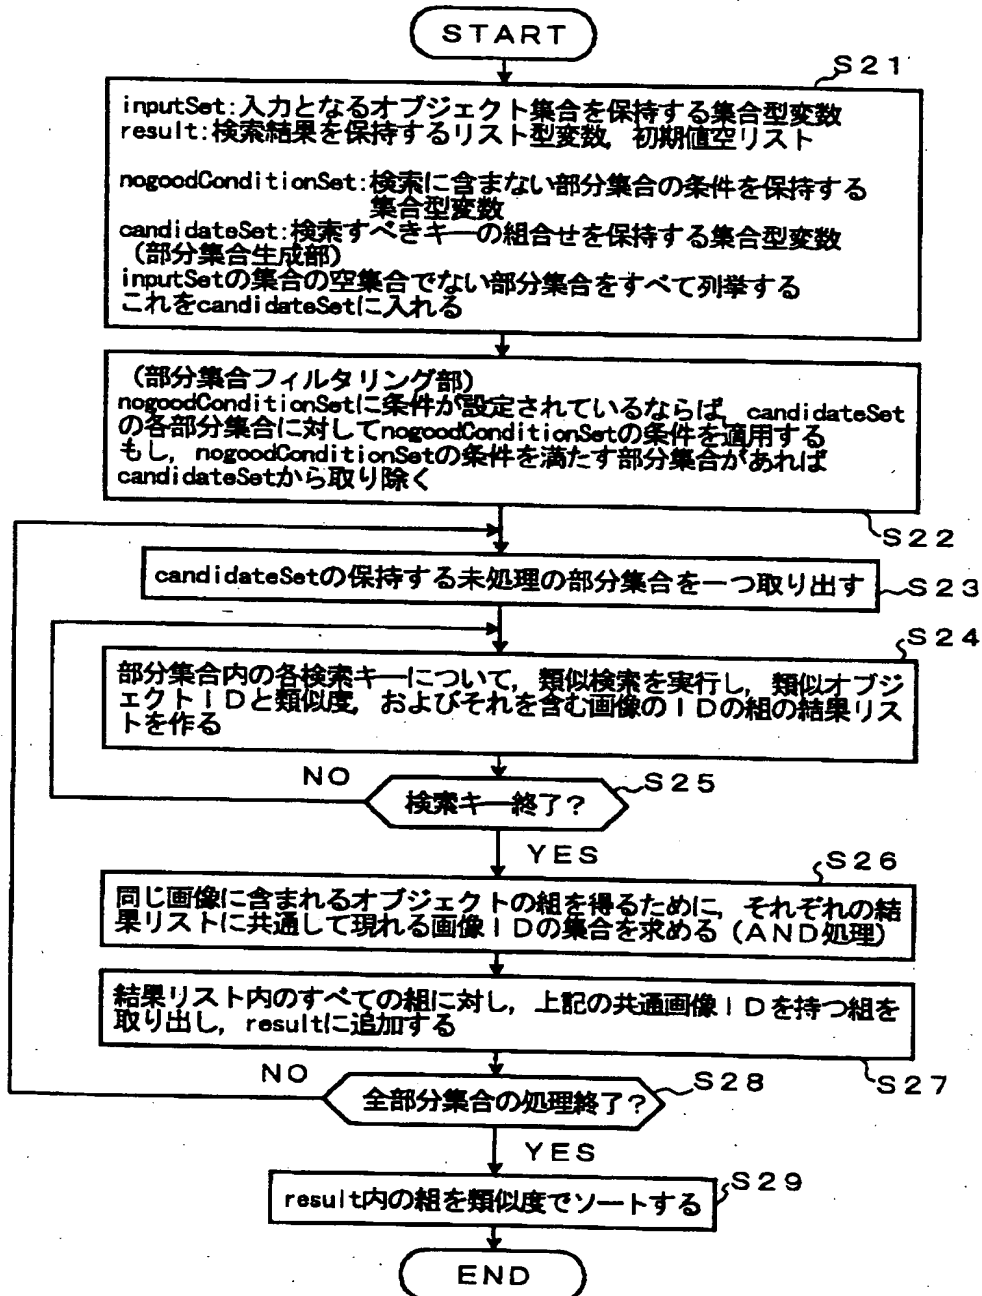 START
S21
inputSet:入力となるオブジェクト集合を保持する集合型変数
result:検索結果を保持するリスト型変数，初期値空リスト
nogoodConditionSet:検索に含まない部分集合の条件を保持する
集合型変数
candidateSet:検索すべきキーの組合せを保持する集合型変数
（部分集合生成部）
inputSetの集合の空集合でない部分集合をすべて列挙する
これをcandidateSetに入れる
（部分集合フィルタリング部）
nogoodConditionSetに条件が設定されているならば，candidateSet
の各部分集合に対してnogoodConditionSetの条件を適用する
もし，nogoodConditionSetの条件を満たす部分集合があれば
candidateSetから取り除く
S22
candidateSetの保持する未処理の部分集合を一つ取り出す
S23
S24
部分集合内の各検索キーについて，類似検索を実行し，類似オブジ
ェクトＩＤと類似度，およびそれを含む画像のＩＤの組の結果リス
トを作る
NO
S25
検索キー終了？
YES
S26
同じ画像に含まれるオブジェクトの組を得るために，それぞれの結
果リストに共通して現れる画像ＩＤの集合を求める（ＡＮＤ処理）
結果リスト内のすべての組に対し，上記の共通画像ＩＤを持つ組を
取り出し，resultに追加する
S27
NO
S28
全部分集合の処理終了？
YES
S29
result内の組を類似度でソートする
END